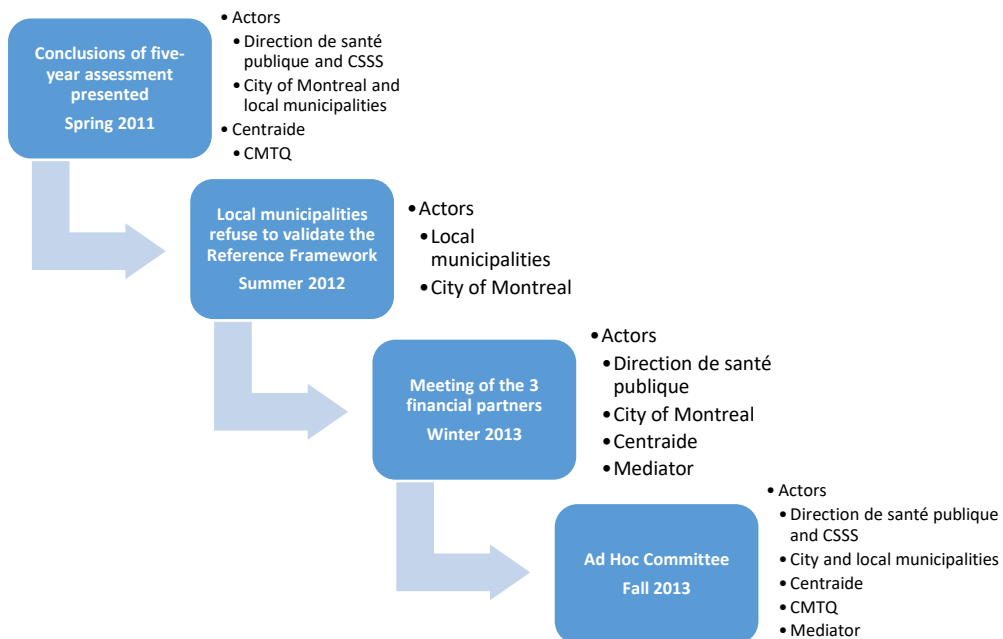 Conclusions of five-
year assessment
presented
Spring 2011
• Actors
• Direction de santé
publique and CSSS
• City of Montreal and
local municipalities
• Centraide
• CMTQ
Local municipalities
refuse to validate the
Reference Framework
Summer 2012
• Actors
• Local
municipalities
• City of Montreal
Meeting of the 3
financial partners
Winter 2013
• Actors
• Direction de santé
publique
• City of Montreal
• Centraide
• Mediator
Ad Hoc Committee
Fall 2013
• Actors
• Direction de santé publique
and CSSS
• City and local municipalities
• Centraide
• CMTQ
• Mediator